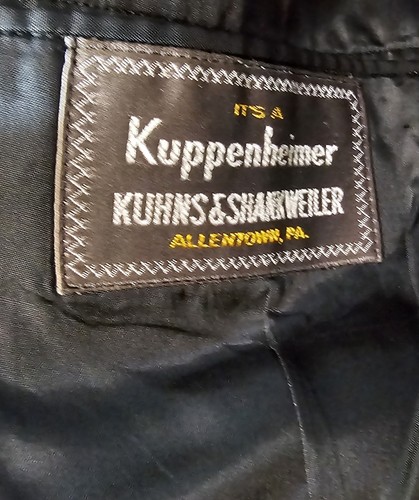 IT'S A
Kuppenheimer
KUHNS & SHANKWEILER
ALLENTOWN, PA.